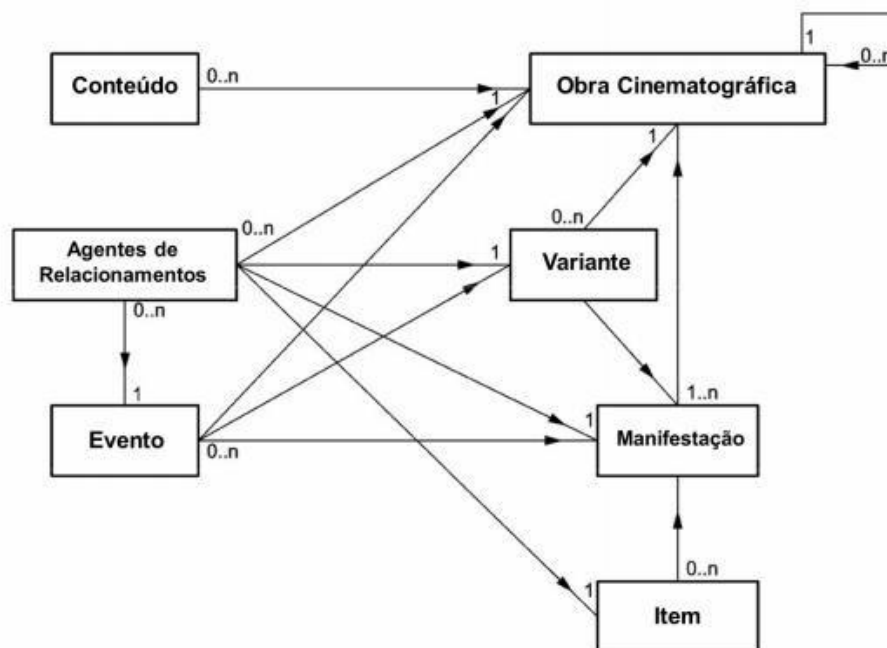 1
Conteúdo
0..n
1
Obra Cinematográfica
0..n
1
0..n
0..n
Agentes de
Relacionamentos
1
Variante
0..n
1
1..n
Evento
0..n
1
Manifestação
0..n
1
Item